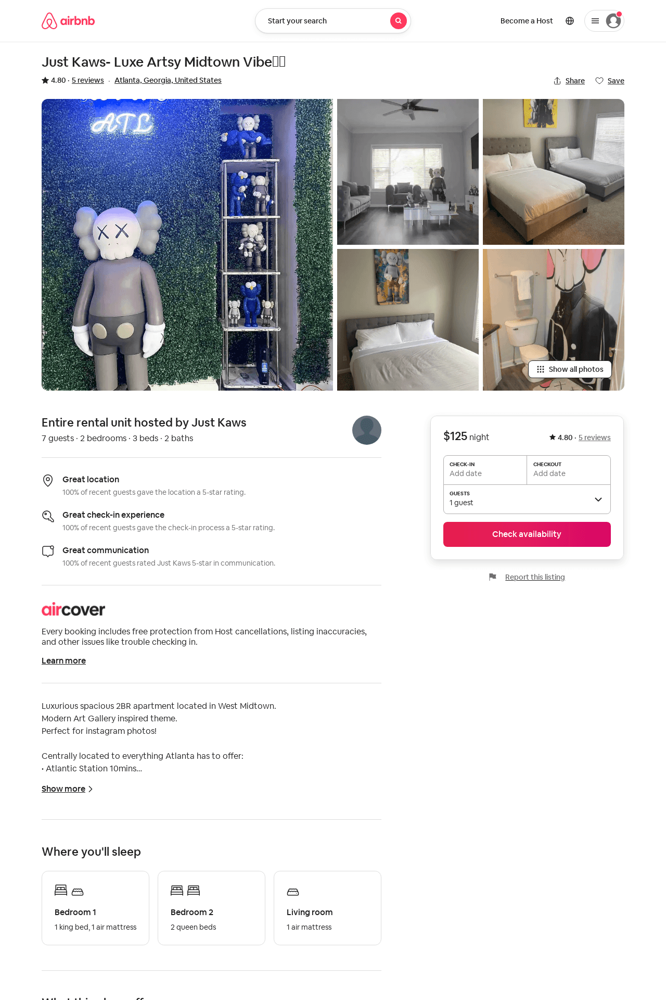 airbnb
Start your search
Become a Host
Just Kaws- Luxe Artsy Midtown Vibe
4.80 · 5 reviews · Atlanta, Georgia, United States
Share
Save
ATL
Show all photos
Entire rental unit hosted by Just Kaws
7 guests · 2 bedrooms · 3 beds · 2 baths
Great location
100% of recent guests gave the location a 5-star rating.
Great check-in experience
100% of recent guests gave the check-in process a 5-star rating.
Great communication
100% of recent guests rated Just Kaws 5-star in communication.
$125 night
4.80 · 5 reviews
CHECK-IN
Add date
CHECKOUT
Add date
GUESTS
1 guest
Check availability
Report this listing
aircover
Every booking includes free protection from Host cancellations, listing inaccuracies,
and other issues like trouble checking in.
Learn more
Luxurious spacious 2BR apartment located in West Midtown.
Modern Art Gallery inspired theme.
Perfect for instagram photos!
Centrally located to everything Atlanta has to offer:
• Atlantic Station 10mins...
Show more
Where you'll sleep
Bedroom 1
1 king bed, 1 air mattress
Bedroom 2
2 queen beds
Living room
1 air mattress